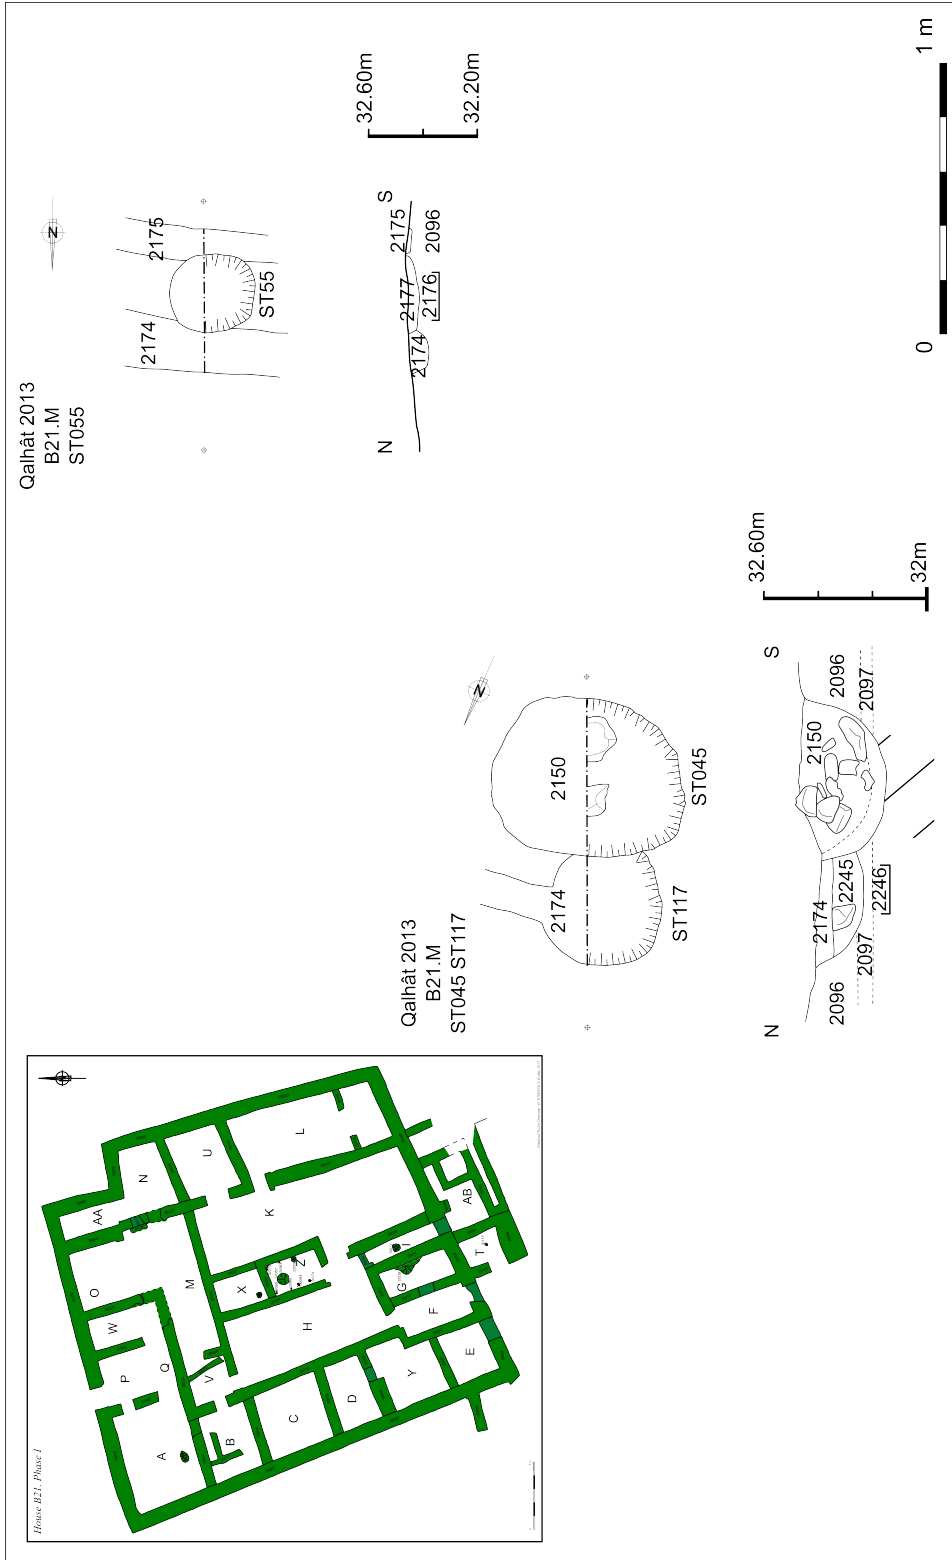 Qalhât 2013
B21.M
ST055
N
2174
2175
ST55
32.60m
32.20m
N
S
2174
2177
2175
2176
2096
Qalhât 2013
B21.M
ST045 ST117
N
2174
2150
ST117
ST045
32.60m
32m
N
S
2096
2174
2245
2150
2096
2097
2246
2097
0
1 m
House B21. Phase 1
AA
N
U
L
O
W
M
K
P
Q
X
Z
I
AB
T
A
V
H
G
F
B
C
D
Y
E